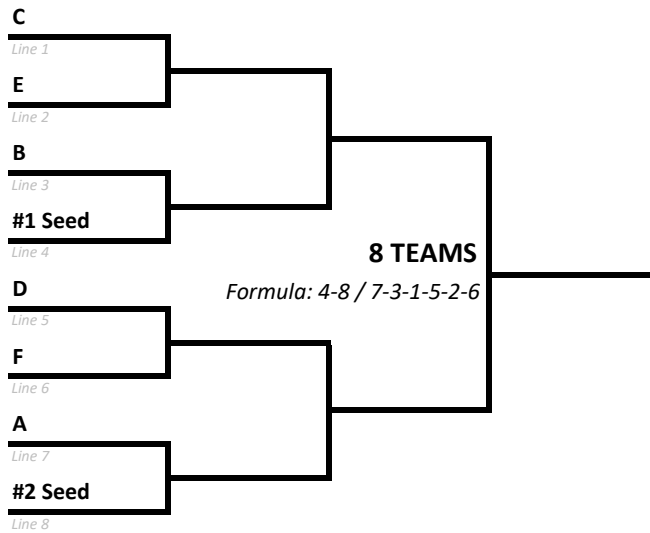 C
Line 1
E
Line 2
B
Line 3
#1 Seed
Line 4
8 TEAMS
Formula: 4-8 / 7-3-1-5-2-6
D
Line 5
F
Line 6
A
Line 7
#2 Seed
Line 8